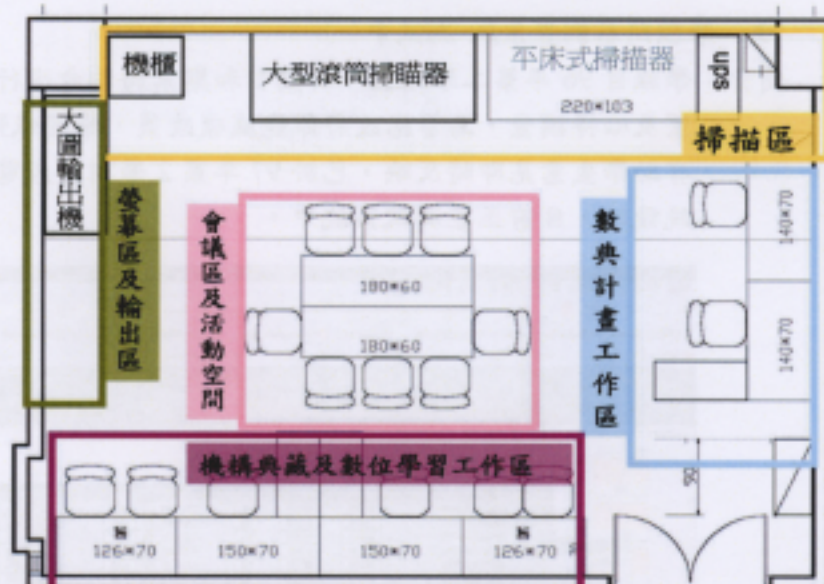 機櫃
大型滾筒掃瞄器
平床式掃描器
220*103
ups
掃描區
大圖輸出機
螢幕區及輸出區
會議區及活動空間
180*60
180*60
數典計畫工作區
140*70
140*70
90
機構典藏及數位學習工作區
126*70
150*70
150*70
126*70